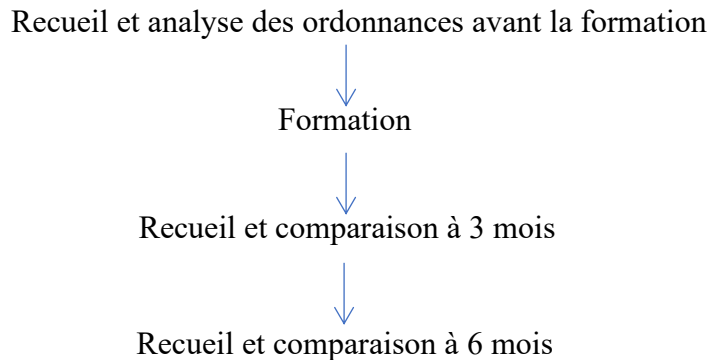 Recueil et analyse des ordonnances avant la formation
Formation
Recueil et comparaison à 3 mois
Recueil et comparaison à 6 mois